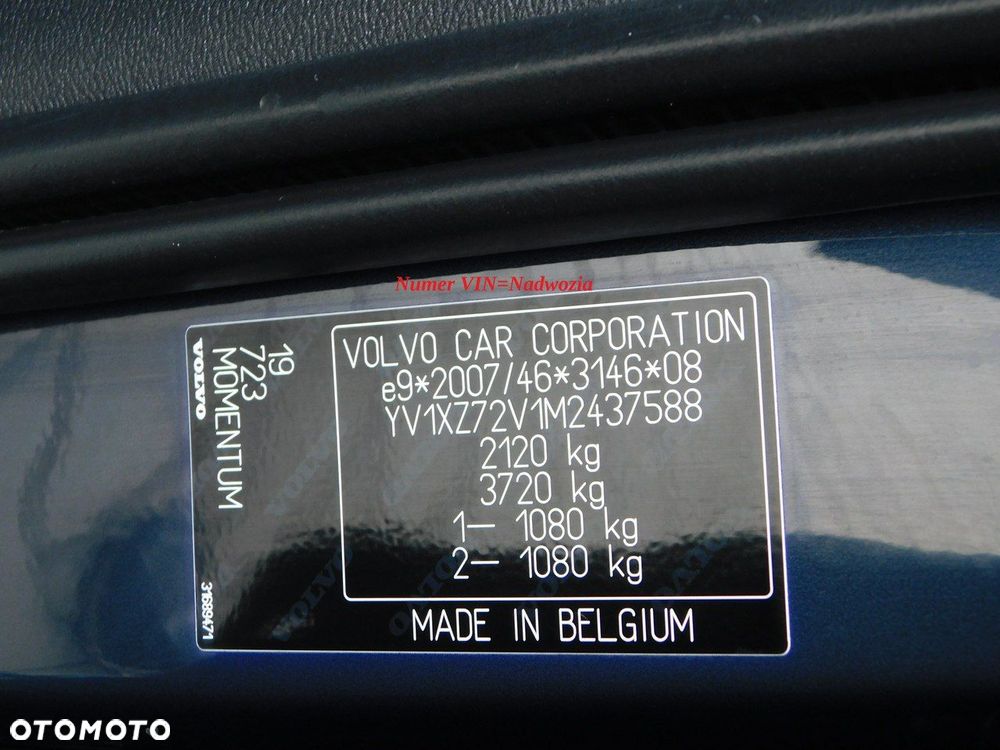 Numer VIN=Nadwozia
VOLVO CAR CORPORATION
e9*2007/46*3146*08
YV1XZ72V1M2437588
2120 kg
3720 kg
1— 1080 kg
2— 1080 kg
MADE IN BELGIUM
19
723
MOMENTUM
VOLVO
31689471
OTOMOTO